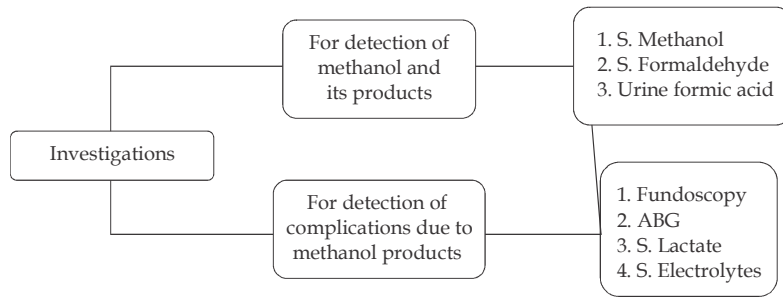 Investigations
For detection of
methanol and
its products
1. S. Methanol
2. S. Formaldehyde
3. Urine formic acid
For detection of
complications due to
methanol products
1. Fundoscopy
2. ABG
3. S. Lactate
4. S. Electrolytes